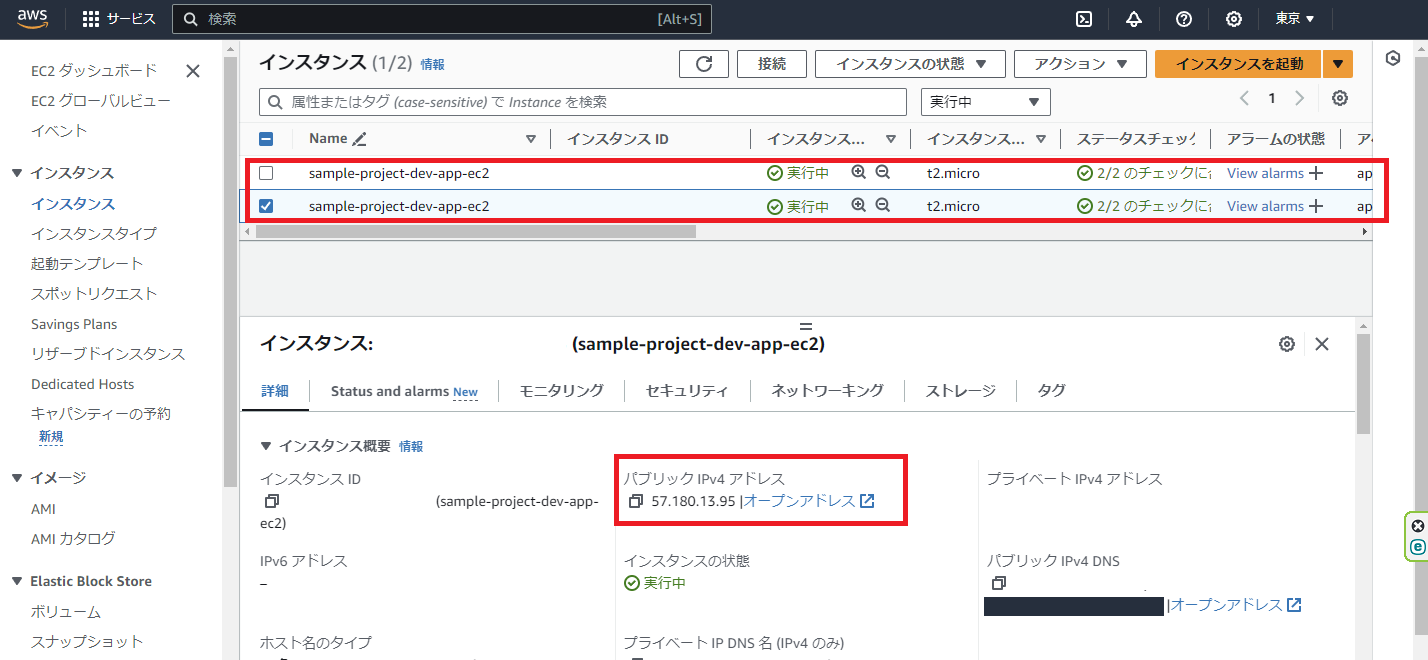 aws サービス 検索 [Alt+S] 東京
EC2 ダッシュボード
EC2 グローバルビュー
イベント
インスタンス
インスタンス
インスタンスタイプ
起動テンプレート
スポットリクエスト
Savings Plans
リザーブドインスタンス
Dedicated Hosts
キャパシティーの予約
新規
イメージ
AMI
AMI カタログ
Elastic Block Store
ボリューム
スナップショット
インスタンス (1/2) 情報 接続 インスタンスの状態 アクション インスタンスを起動
属性またはタグ (case-sensitive) で Instance を検索 実行中 1
Name インスタンス ID インスタンス... インスタンス... ステータスチェック アラームの状態 ア
sample-project-dev-app-ec2 実行中 t2.micro 2/2 のチェックに合 View alarms ap
sample-project-dev-app-ec2 実行中 t2.micro 2/2 のチェックに合 View alarms ap
インスタンス: (sample-project-dev-app-ec2)
詳細 Status and alarms New モニタリング セキュリティ ネットワーキング ストレージ タグ
インスタンス概要 情報
インスタンス ID
(sample-project-dev-app-
ec2)
パブリック IPv4 アドレス
57.180.13.95 |オープンアドレス
プライベート IPv4 アドレス
IPv6 アドレス
–
インスタンスの状態
実行中
パブリック IPv4 DNS
|オープンアドレス
ホスト名のタイプ
プライベート IP DNS 名 (IPv4 のみ)